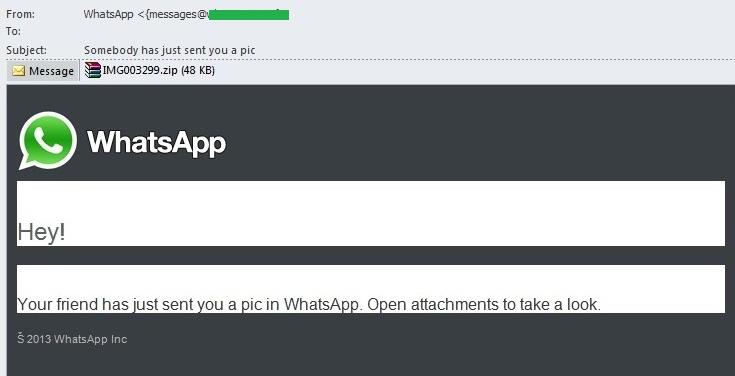 From: WhatsApp <{messages@
To:
Subject: Somebody has just sent you a pic
Message IMG003299.zip (48 KB)
WhatsApp
Hey!
Your friend has just sent you a pic in WhatsApp. Open attachments to take a look.
Š 2013 WhatsApp Inc